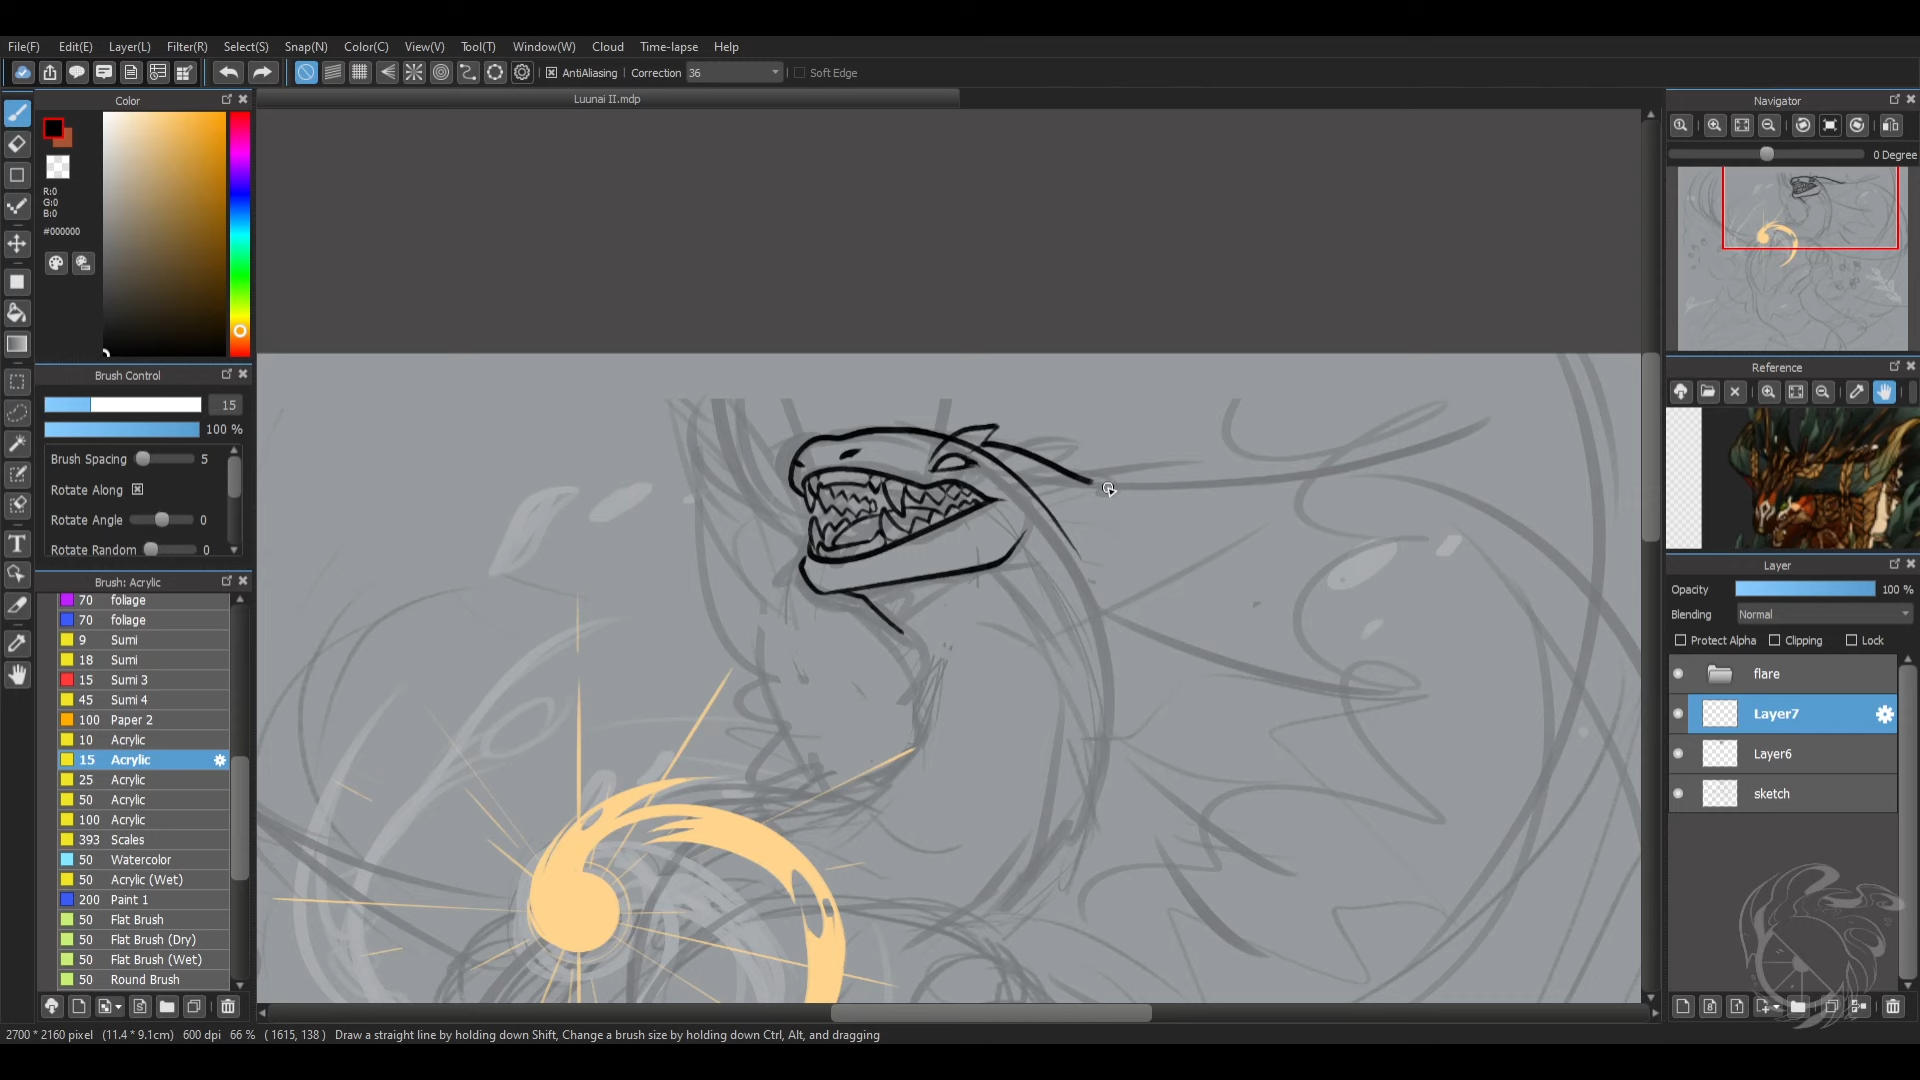 File(F) Edit(E) Layer(L) Filter(R) Select(S) Snap(N) Color(C) View(V) Tool(T) Window(W) Cloud Time-lapse Help
AntiAliasing Correction 36 Soft Edge
Color
Luunai II.mdp
Navigator
0 Degree
R:0
G:0
B:0
#000000
Brush Control
15
100 %
Brush Spacing 5
Rotate Along
Rotate Angle 0
Rotate Random 0
Reference
Brush: Acrylic
70 foliage
70 foliage
9 Sumi
18 Sumi
15 Sumi 3
45 Sumi 4
100 Paper 2
10 Acrylic
15 Acrylic
25 Acrylic
50 Acrylic
100 Acrylic
393 Scales
50 Watercolor
50 Acrylic (Wet)
200 Paint 1
50 Flat Brush
50 Flat Brush (Dry)
50 Flat Brush (Wet)
50 Round Brush
Layer
Opacity 100 %
Blending Normal
Protect Alpha Clipping Lock
flare
Layer7
Layer6
sketch
2700 * 2160 pixel (11.4 * 9.1cm) 600 dpi 66 % ( 1615, 138 ) Draw a straight line by holding down Shift, Change a brush size by holding down Ctrl, Alt, and dragging